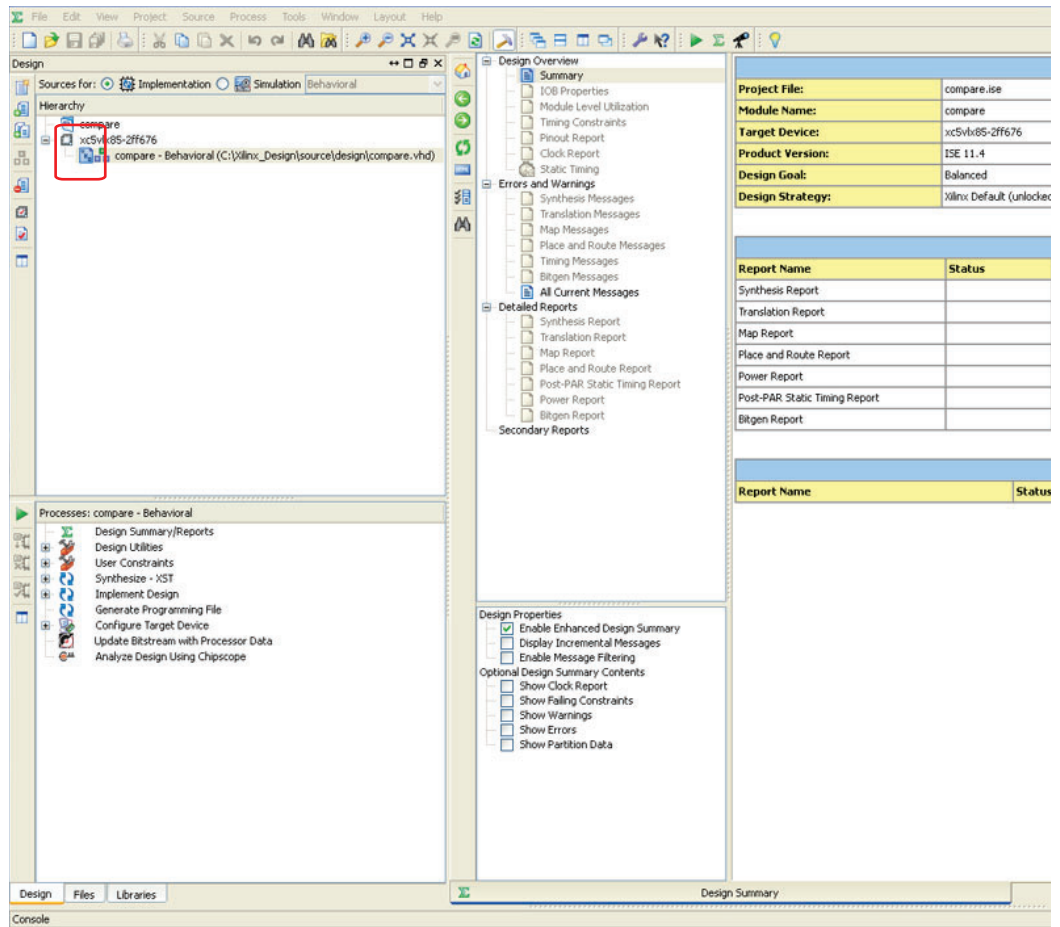 File Edit View Project Source Process Tools Window Layout Help
Design
Sources for: Implementation Simulation Behavioral
Hierarchy
compare
xc5vlx85-2ff676
compare - Behavioral (C:\Xilinx_Design\source\design\compare.vhd)
Processes: compare - Behavioral
Design Summary/Reports
Design Utilities
User Constraints
Synthesize - XST
Implement Design
Generate Programming File
Configure Target Device
Update Bitstream with Processor Data
Analyze Design Using Chipscope
Design Files Libraries
Console
Design Overview
Summary
IOB Properties
Module Level Utilization
Timing Constraints
Pinout Report
Clock Report
Static Timing
Errors and Warnings
Synthesis Messages
Translation Messages
Map Messages
Place and Route Messages
Timing Messages
Bitgen Messages
All Current Messages
Detailed Reports
Synthesis Report
Translation Report
Map Report
Place and Route Report
Post-PAR Static Timing Report
Power Report
Bitgen Report
Secondary Reports
Design Properties
Enable Enhanced Design Summary
Display Incremental Messages
Enable Message Filtering
Optional Design Summary Contents
Show Clock Report
Show Failing Constraints
Show Warnings
Show Errors
Show Partition Data
Project File: compare.ise
Module Name: compare
Target Device: xc5vlx85-2ff676
Product Version: ISE 11.4
Design Goal: Balanced
Design Strategy: Xilinx Default (unlocked
Report Name Status
Synthesis Report
Translation Report
Map Report
Place and Route Report
Power Report
Post-PAR Static Timing Report
Bitgen Report
Report Name Status
Design Summary